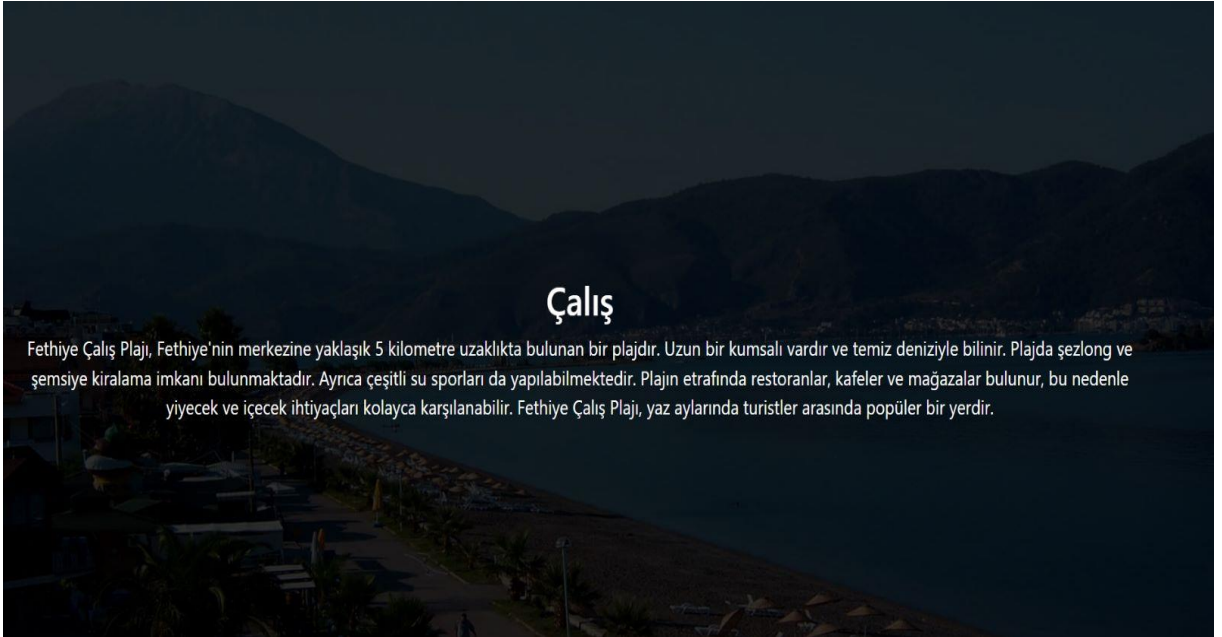 Çalış
Fethiye Çalış Plajı, Fethiye'nin merkezine yaklaşık 5 kilometre uzaklıkta bulunan bir plajdır. Uzun bir kumsalı vardır ve temiz deniziyle bilinir. Plajda şezlong ve
şemsiye kiralama imkanı bulunmaktadır. Ayrıca çeşitli su sporları da yapılabilmektedir. Plajın etrafında restoranlar, kafeler ve mağazalar bulunur, bu nedenle
yiyecek ve içecek ihtiyaçları kolayca karşılanabilir. Fethiye Çalış Plajı, yaz aylarında turistler arasında popüler bir yerdir.